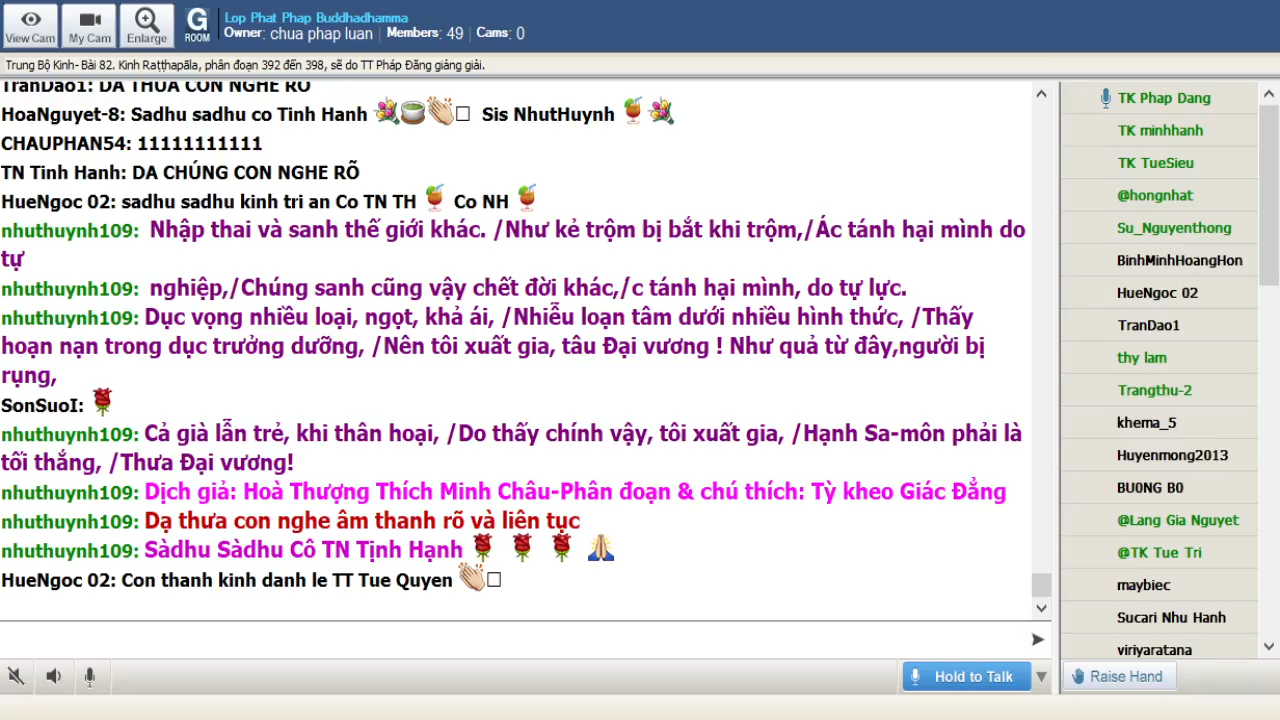 View Cam
My Cam
Enlarge
G
ROOM
Lop Phat Phap Buddhadhamma
Owner: chua phap luan | Members: 49 | Cams: 0
Trung Bộ Kinh- Bài 82. Kinh Raṭṭhapāla, phân đoạn 392 đến 398, sẽ do TT Pháp Đăng giảng giải.
TranDao1: DA THUA CON NGHE RO
HoaNguyet-8: Sadhu sadhu co Tinh Hanh Sis NhutHuynh
CHAUPHAN54: 11111111111
TN Tinh Hanh: DA CHÚNG CON NGHE RÕ
HueNgoc 02: sadhu sadhu kinh tri an Co TN TH Co NH
nhuthuynh109: Nhập thai và sanh thế giới khác. /Như kẻ trộm bị bắt khi trộm,/Ác tánh hại mình do
tự
nhuthuynh109: nghiệp,/Chúng sanh cũng vậy chết đời khác,/c tánh hại mình, do tự lực.
nhuthuynh109: Dục vọng nhiều loại, ngọt, khả ái, /Nhiễu loạn tâm dưới nhiều hình thức, /Thấy
hoạn nạn trong dục trưởng dưỡng, /Nên tôi xuất gia, tâu Đại vương ! Như quả từ đây,người bị
rụng,
SonSuoI:
nhuthuynh109: Cả già lẫn trẻ, khi thân hoại, /Do thấy chính vậy, tôi xuất gia, /Hạnh Sa-môn phải là
tối thắng, /Thưa Đại vương!
nhuthuynh109: Dịch giả: Hoà Thượng Thích Minh Châu-Phân đoạn & chú thích: Tỳ kheo Giác Đẳng
nhuthuynh109: Dạ thưa con nghe âm thanh rõ và liên tục
nhuthuynh109: Sàdhu Sàdhu Cô TN Tịnh Hạnh
HueNgoc 02: Con thanh kinh danh le TT Tue Quyen
TK Phap Dang
TK minhhanh
TK TueSieu
@hongnhat
Su_Nguyenthong
BinhMinhHoangHon
HueNgoc 02
TranDao1
thy lam
Trangthu-2
khema_5
Huyenmong2013
BU0NG B0
@Lang Gia Nguyet
@TK Tue Tri
maybiec
Sucari Nhu Hanh
viriyaratana
Hold to Talk
Raise Hand